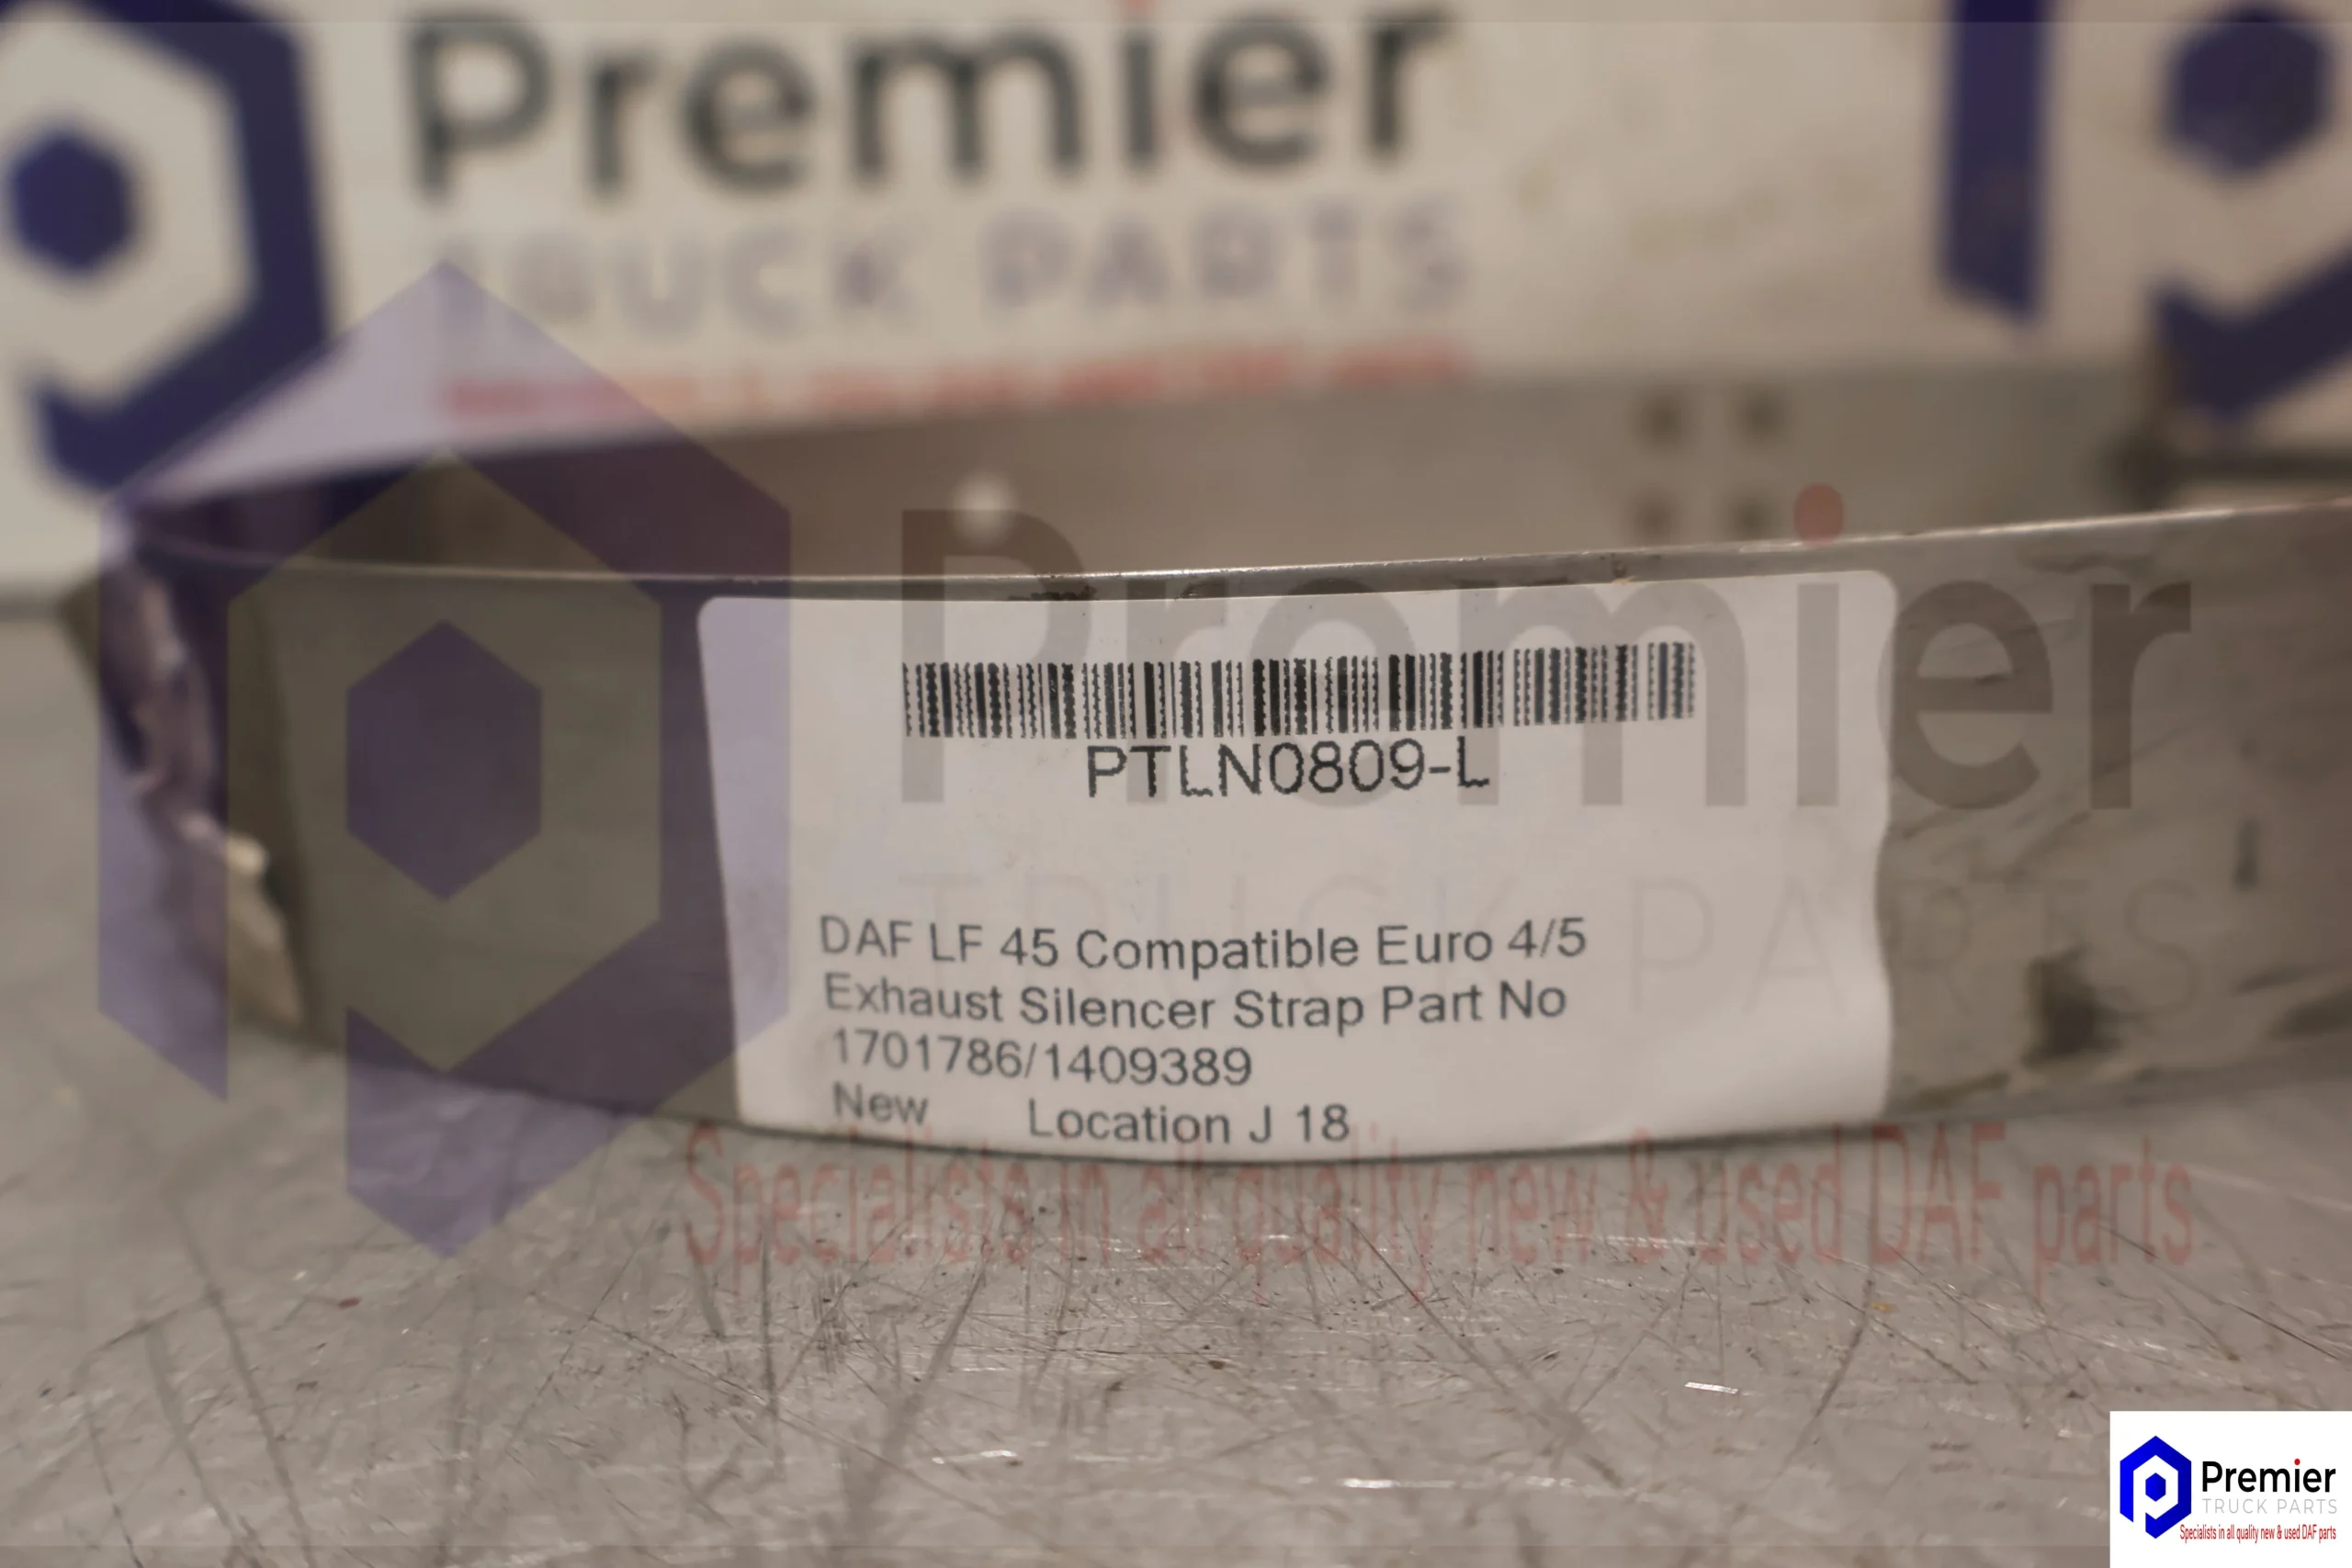 Premier
TRUCK PARTS
Premier
PTLN0809-L
TRUCK PARTS
DAF LF 45 Compatible Euro 4/5
Exhaust Silencer Strap Part No
1701786/1409389
New Location J 18
Specialists in all quality new & used DAF parts
Premier
TRUCK PARTS
Specialists in all quality new & used DAF parts